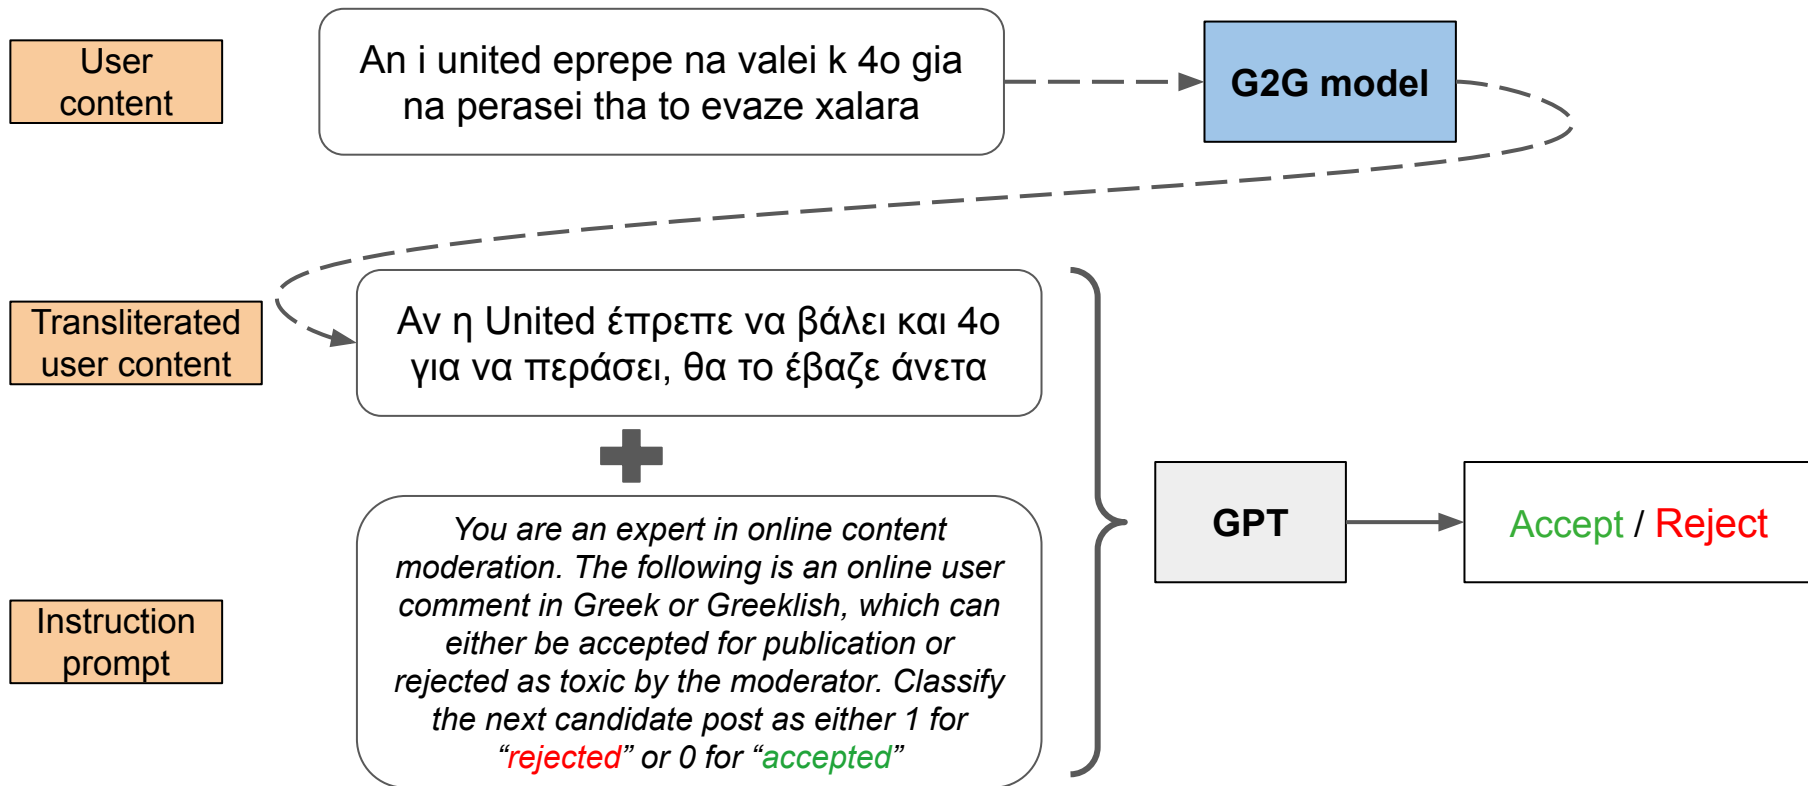 User
content
An i united eprepe na valei k 4o gia
na perasei tha to evaze xalara
G2G model
Transliterated
user content
Αν η United έπρεπε να βάλει και 4ο
για να περάσει, θα το έβαζε άνετα
Instruction
prompt
You are an expert in online content
moderation. The following is an online user
comment in Greek or Greeklish, which can
either be accepted for publication or
rejected as toxic by the moderator. Classify
the next candidate post as either 1 for
“rejected” or 0 for “accepted”
GPT
Accept / Reject